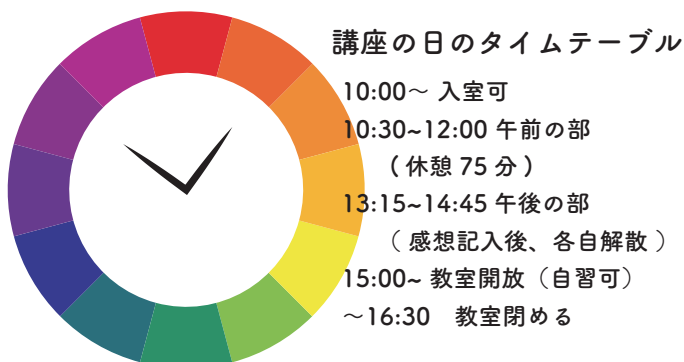 講座の日のタイムテーブル
10:00〜 入室可
10:30~12:00 午前の部
( 休憩 75 分 )
13:15~14:45 午後の部
( 感想記入後、各自解散 )
15:00~ 教室開放（自習可）
〜16:30　教室閉める